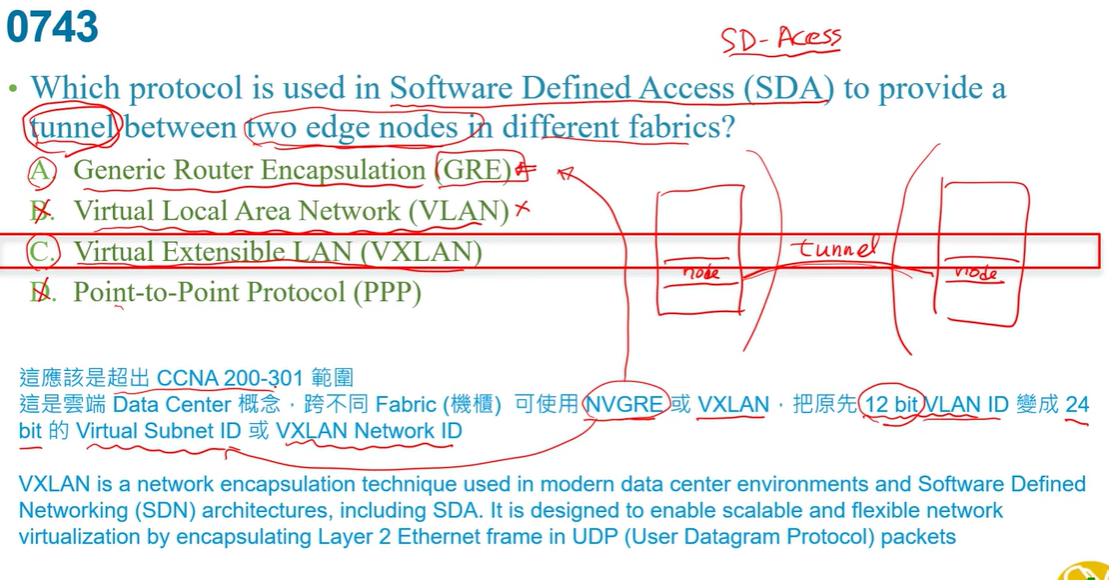 0743
SD-Acess
• Which protocol is used in Software Defined Access (SDA) to provide a
tunnel between two edge nodes in different fabrics?
A. Generic Router Encapsulation (GRE)
B. Virtual Local Area Network (VLAN)
C. Virtual Extensible LAN (VXLAN)
D. Point-to-Point Protocol (PPP)
node
tunnel
node
這應該是超出 CCNA 200-301 範圍
這是雲端 Data Center 概念，跨不同 Fabric (機櫃) 可使用 NVGRE 或 VXLAN，把原先 12 bit VLAN ID 變成 24
bit 的 Virtual Subnet ID 或 VXLAN Network ID
VXLAN is a network encapsulation technique used in modern data center environments and Software Defined
Networking (SDN) architectures, including SDA. It is designed to enable scalable and flexible network
virtualization by encapsulating Layer 2 Ethernet frame in UDP (User Datagram Protocol) packets